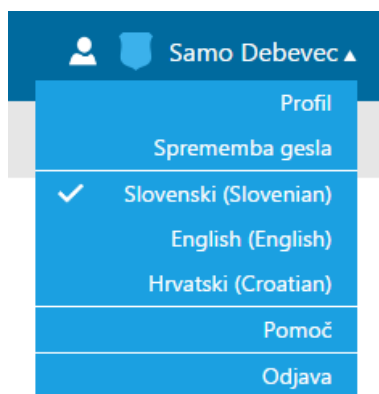 Samo Debevec
Profil
Sprememba gesla
Slovenski (Slovenian)
English (English)
Hrvatski (Croatian)
Pomoč
Odjava